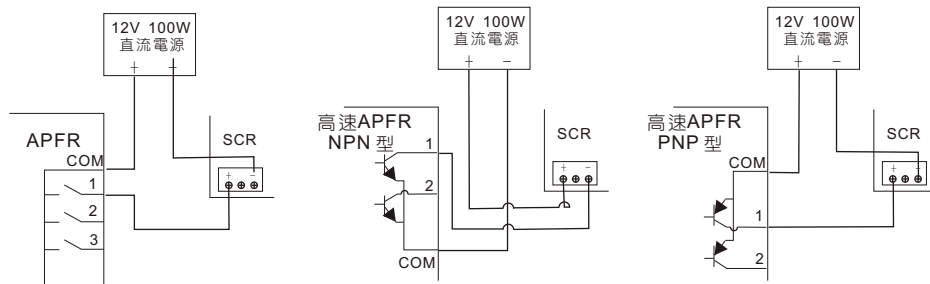 12V 100W
直流電源
+ −
APFR
COM
1
2
3
SCR
+ −
12V 100W
直流電源
+ −
高速APFR
NPN 型
1
2
COM
SCR
+ −
12V 100W
直流電源
+ −
高速APFR
PNP 型
COM
1
2
SCR
+ −